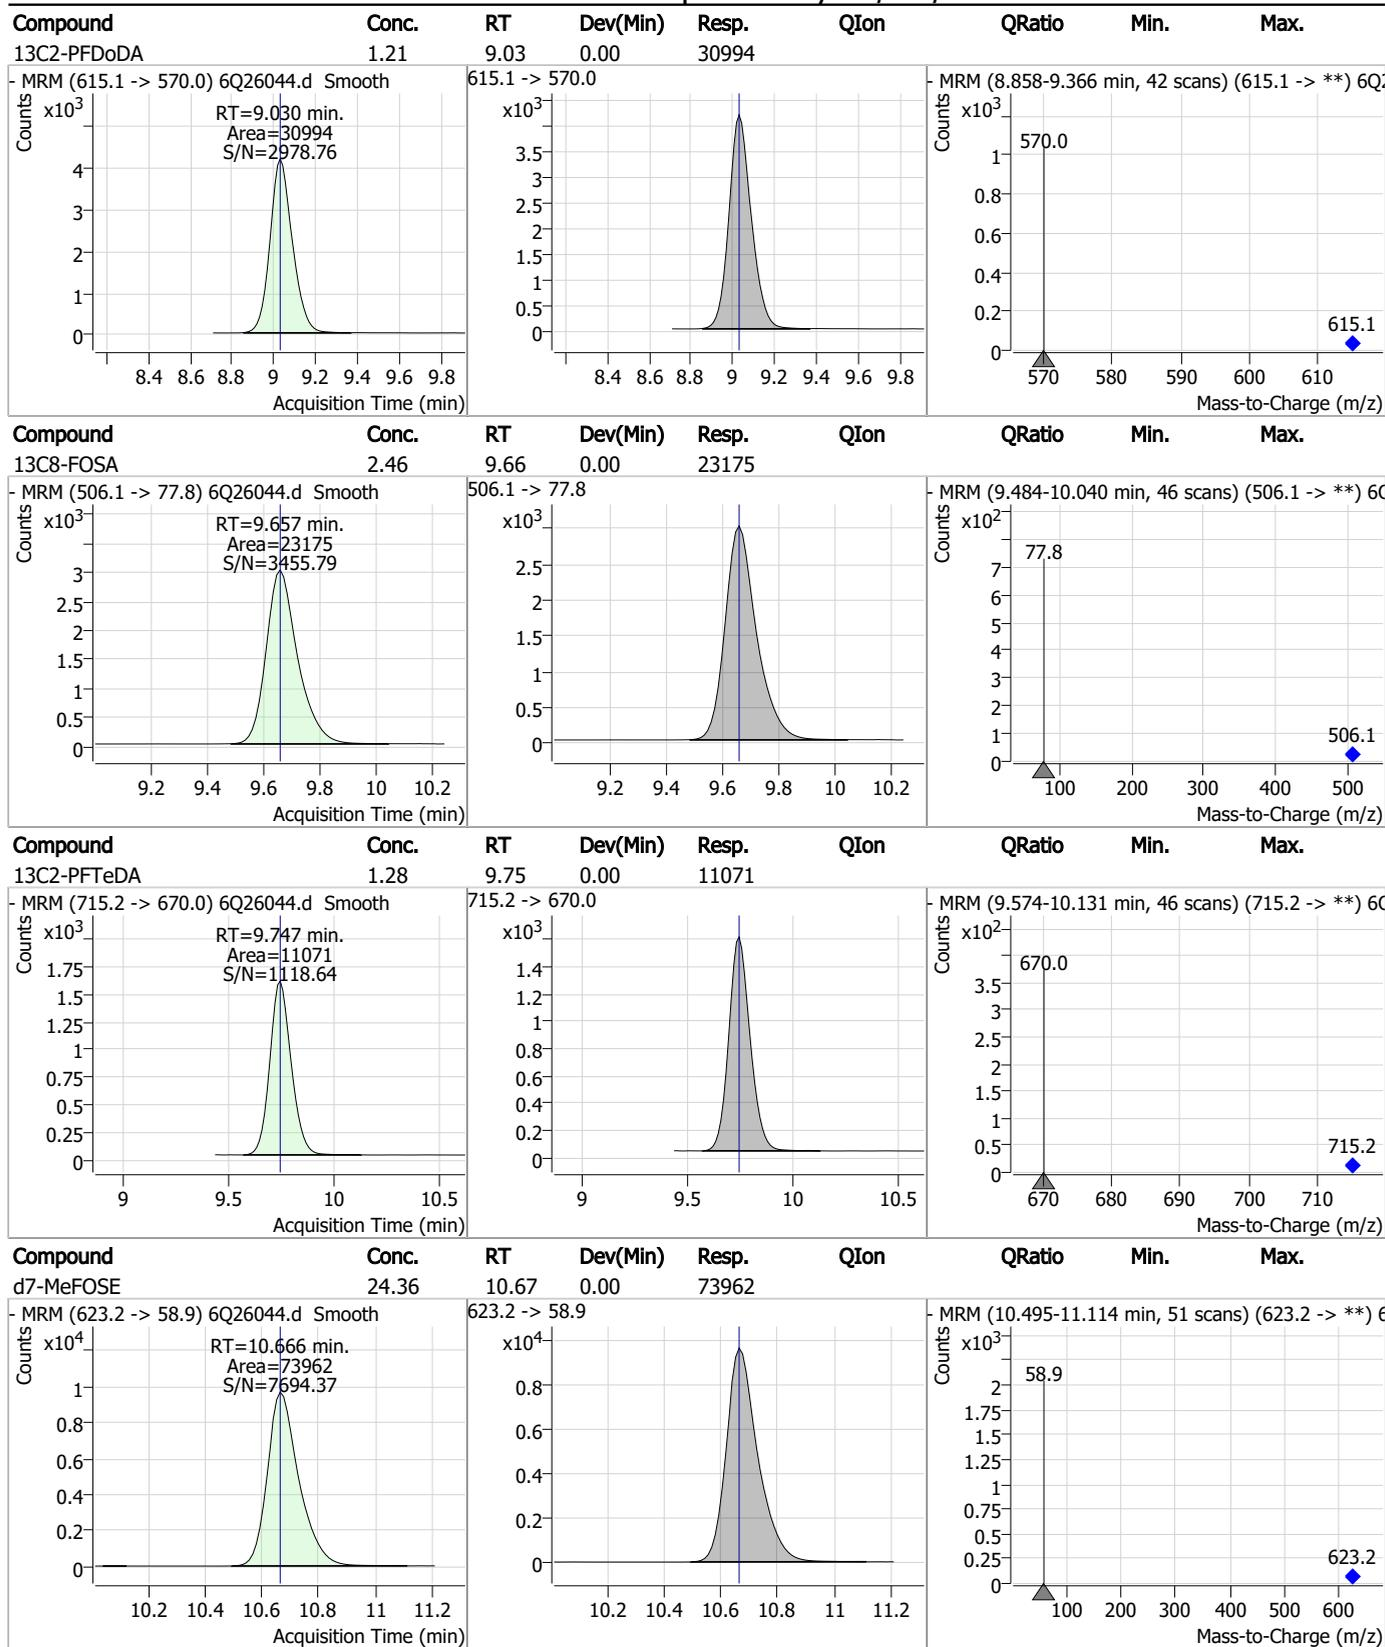 Compound Conc. RT Dev(Min) Resp. QIon QRatio Min. Max.
13C2-PFDoDA 1.21 9.03 0.00 30994
- MRM (615.1 -> 570.0) 6Q26044.d Smooth
615.1 -> 570.0
- MRM (8.858-9.366 min, 42 scans) (615.1 -> **) 6Q2
Counts
x10³
RT=9.030 min.
Area=30994
S/N=2978.76
4
3
2
1
0
8.4 8.6 8.8 9 9.2 9.4 9.6 9.8
Acquisition Time (min)
x10³
3.5
3
2.5
2
1.5
1
0.5
0
8.4 8.6 8.8 9 9.2 9.4 9.6 9.8
Counts
x10³
570.0
1
0.8
0.6
0.4
0.2
0
615.1
570 580 590 600 610
Mass-to-Charge (m/z)
Compound Conc. RT Dev(Min) Resp. QIon QRatio Min. Max.
13C8-FOSA 2.46 9.66 0.00 23175
- MRM (506.1 -> 77.8) 6Q26044.d Smooth
506.1 -> 77.8
- MRM (9.484-10.040 min, 46 scans) (506.1 -> **)
Counts
x10³
RT=9.657 min.
Area=23175
S/N=3455.79
3
2.5
2
1.5
1
0.5
0
9.2 9.4 9.6 9.8 10 10.2
Acquisition Time (min)
x10³
2.5
2
1.5
1
0.5
0
9.2 9.4 9.6 9.8 10 10.2
Counts
x10²
77.8
7
6
5
4
3
2
1
0
506.1
100 200 300 400 500
Mass-to-Charge (m/z)
Compound Conc. RT Dev(Min) Resp. QIon QRatio Min. Max.
13C2-PFTeDA 1.28 9.75 0.00 11071
- MRM (715.2 -> 670.0) 6Q26044.d Smooth
715.2 -> 670.0
- MRM (9.574-10.131 min, 46 scans) (715.2 -> **)
Counts
x10³
RT=9.747 min.
Area=11071
S/N=1118.64
1.75
1.5
1.25
1
0.75
0.5
0.25
0
9 9.5 10 10.5
Acquisition Time (min)
x10³
1.4
1.2
1
0.8
0.6
0.4
0.2
0
9 9.5 10 10.5
Counts
x10²
670.0
3.5
3
2.5
2
1.5
1
0.5
0
715.2
670 680 690 700 710
Mass-to-Charge (m/z)
Compound Conc. RT Dev(Min) Resp. QIon QRatio Min. Max.
d7-MeFOSE 24.36 10.67 0.00 73962
- MRM (623.2 -> 58.9) 6Q26044.d Smooth
623.2 -> 58.9
- MRM (10.495-11.114 min, 51 scans) (623.2 -> **) 6
Counts
x10⁴
RT=10.666 min.
Area=73962
S/N=7694.37
1
0.8
0.6
0.4
0.2
0
10.2 10.4 10.6 10.8 11 11.2
Acquisition Time (min)
x10⁴
0.8
0.6
0.4
0.2
0
10.2 10.4 10.6 10.8 11 11.2
Counts
x10³
58.9
2
1.75
1.5
1.25
1
0.75
0.5
0.25
0
623.2
100 200 300 400 500 600
Mass-to-Charge (m/z)